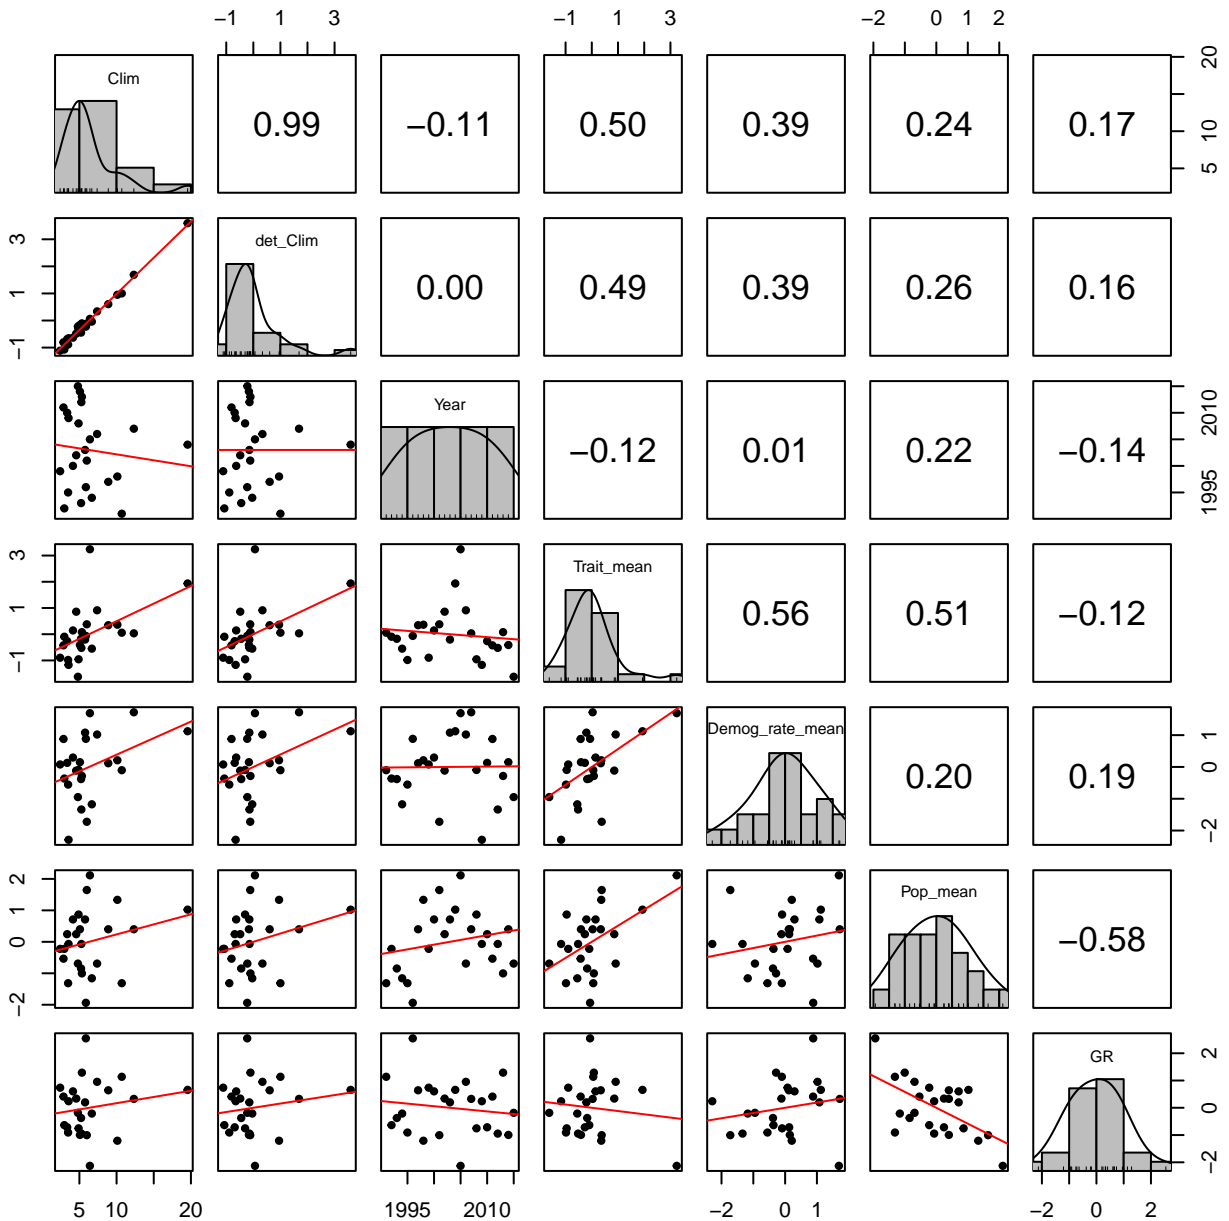 −1 3 −1 3 −2 0 1 2
Clim 0.99 −0.11 0.50 0.39 0.24 0.17 5 10 20
−1 1 3 det_Clim 0.00 0.49 0.39 0.26 0.16
Year −0.12 0.01 0.22 −0.14 1995 2010
−1 1 3 Trait_mean 0.56 0.51 −0.12
Demog_rate_mean 0.20 0.19 −2 0 1
−2 0 1 2 Pop_mean −0.58
GR −2 0 2
5 10 20 1995 2010 −2 0 1 −2 0 2